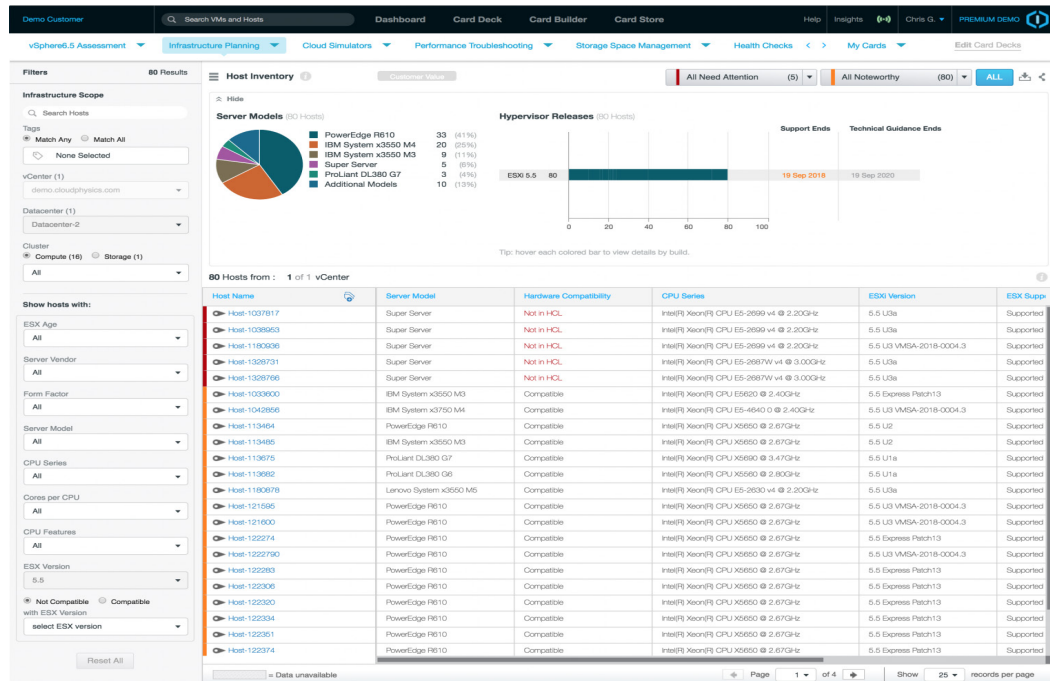 Demo Customer
Search VMs and Hosts
Dashboard Card Deck Card Builder Card Store
Help Insights Chris G. PREMIUM DEMO
vSphere6.5 Assessment Infrastructure Planning Cloud Simulators Performance Troubleshooting Storage Space Management Health Checks < > My Cards Edit Card Decks
Filters 80 Results
Infrastructure Scope
Search Hosts
Tags
Match Any Match All
None Selected
vCenter (1)
demo.cloudphysics.com
Datacenter (1)
Datacenter-2
Cluster
Compute (16) Storage (1)
All
Show hosts with:
ESX Age
All
Server Vendor
All
Form Factor
All
Server Model
All
CPU Series
All
Cores per CPU
All
CPU Features
All
ESX Version
5.5
Not Compatible Compatible
with ESX Version
select ESX version
Reset All
Host Inventory Customer Value All Need Attention (5) All Noteworthy (80) ALL
Hide
Server Models (80 Hosts)
PowerEdge R610 33 (41%)
IBM System x3550 M4 20 (25%)
IBM System x3550 M3 9 (11%)
Super Server 5 (6%)
ProLiant DL380 G7 3 (4%)
Additional Models 10 (13%)
Hypervisor Releases (80 Hosts)
Support Ends Technical Guidance Ends
ESXi 5.5 80 19 Sep 2018 19 Sep 2020
0 20 40 60 80 100
Tip: hover each colored bar to view details by build.
80 Hosts from : 1 of 1 vCenter
Host Name Server Model Hardware Compatibility CPU Series ESXi Version ESX Suppo
Host-1037817 Super Server Not in HCL Intel(R) Xeon(R) CPU E5-2699 v4 @ 2.20GHz 5.5 U3a Supported
Host-1038953 Super Server Not in HCL Intel(R) Xeon(R) CPU E5-2699 v4 @ 2.20GHz 5.5 U3a Supported
Host-1180936 Super Server Not in HCL Intel(R) Xeon(R) CPU E5-2699 v4 @ 2.20GHz 5.5 U3 VMSA-2018-0004.3 Supported
Host-1328731 Super Server Not in HCL Intel(R) Xeon(R) CPU E5-2687W v4 @ 3.00GHz 5.5 U3a Supported
Host-1328766 Super Server Not in HCL Intel(R) Xeon(R) CPU E5-2687W v4 @ 3.00GHz 5.5 U3a Supported
Host-1033600 IBM System x3550 M3 Compatible Intel(R) Xeon(R) CPU E5620 @ 2.40GHz 5.5 Express Patch13 Supported
Host-1042856 IBM System x3750 M4 Compatible Intel(R) Xeon(R) CPU E5-4640 0 @ 2.40GHz 5.5 U3 VMSA-2018-0004.3 Supported
Host-113464 PowerEdge R610 Compatible Intel(R) Xeon(R) CPU X5650 @ 2.67GHz 5.5 U2 Supported
Host-113485 IBM System x3550 M3 Compatible Intel(R) Xeon(R) CPU X5650 @ 2.67GHz 5.5 U2 Supported
Host-113675 ProLiant DL380 G7 Compatible Intel(R) Xeon(R) CPU X5690 @ 3.47GHz 5.5 U1a Supported
Host-113682 ProLiant DL380 G6 Compatible Intel(R) Xeon(R) CPU X5560 @ 2.80GHz 5.5 U1a Supported
Host-1180878 Lenovo System x3550 M5 Compatible Intel(R) Xeon(R) CPU E5-2630 v4 @ 2.20GHz 5.5 U3a Supported
Host-121595 PowerEdge R610 Compatible Intel(R) Xeon(R) CPU X5650 @ 2.67GHz 5.5 U3 VMSA-2018-0004.3 Supported
Host-121600 PowerEdge R610 Compatible Intel(R) Xeon(R) CPU X5650 @ 2.67GHz 5.5 U3 VMSA-2018-0004.3 Supported
Host-122274 PowerEdge R610 Compatible Intel(R) Xeon(R) CPU X5650 @ 2.67GHz 5.5 Express Patch13 Supported
Host-1222790 PowerEdge R610 Compatible Intel(R) Xeon(R) CPU X5650 @ 2.67GHz 5.5 U3 VMSA-2018-0004.3 Supported
Host-122283 PowerEdge R610 Compatible Intel(R) Xeon(R) CPU X5650 @ 2.67GHz 5.5 Express Patch13 Supported
Host-122306 PowerEdge R610 Compatible Intel(R) Xeon(R) CPU X5650 @ 2.67GHz 5.5 Express Patch13 Supported
Host-122320 PowerEdge R610 Compatible Intel(R) Xeon(R) CPU X5650 @ 2.67GHz 5.5 Express Patch13 Supported
Host-122334 PowerEdge R610 Compatible Intel(R) Xeon(R) CPU X5650 @ 2.67GHz 5.5 Express Patch13 Supported
Host-122351 PowerEdge R610 Compatible Intel(R) Xeon(R) CPU X5650 @ 2.67GHz 5.5 Express Patch13 Supported
Host-122374 PowerEdge R610 Compatible Intel(R) Xeon(R) CPU X5650 @ 2.67GHz 5.5 Express Patch13 Supported
= Data unavailable Page 1 of 4 Show 25 records per page